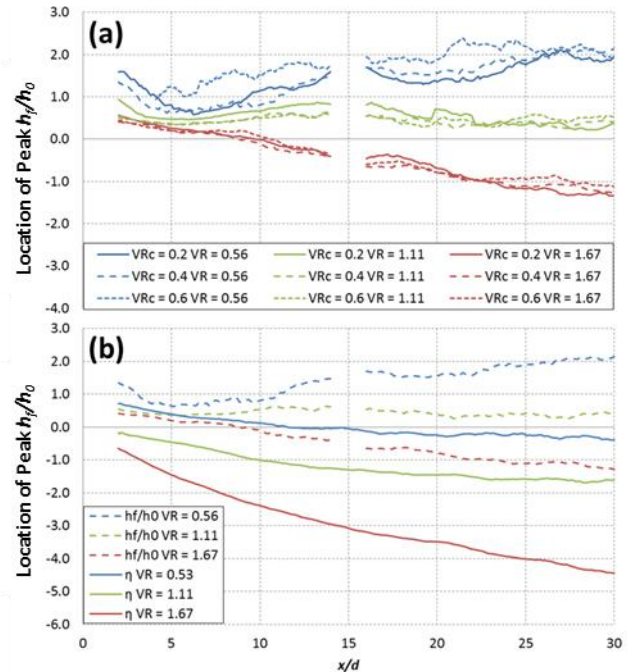 (a)
3.0
2.0
1.0
0.0
-1.0
-2.0
-3.0
-4.0
Location of Peak hf/h0
VRc = 0.2 VR = 0.56 VRc = 0.2 VR = 1.11 VRc = 0.2 VR = 1.67
VRc = 0.4 VR = 0.56 VRc = 0.4 VR = 1.11 VRc = 0.4 VR = 1.67
VRc = 0.6 VR = 0.56 VRc = 0.6 VR = 1.11 VRc = 0.6 VR = 1.67
(b)
3.0
2.0
1.0
0.0
-1.0
-2.0
-3.0
-4.0
-5.0
-6.0
Location of Peak hf/h0
hf/h0 VR = 0.56
hf/h0 VR = 1.11
hf/h0 VR = 1.67
η VR = 0.53
η VR = 1.11
η VR = 1.67
0 5 10 15 20 25 30
x/d